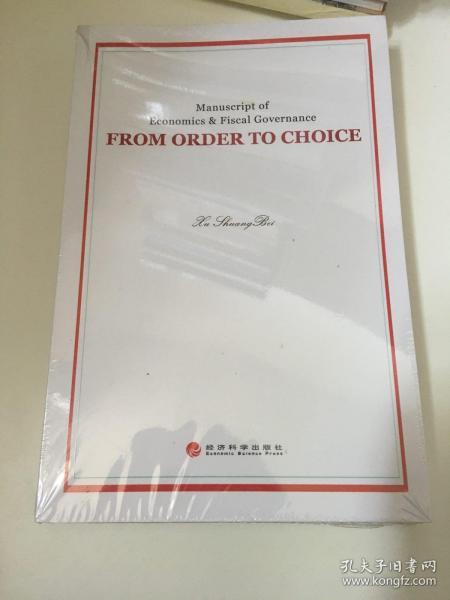 Manuscript of
Economics & Fiscal Governance
FROM ORDER TO CHOICE
Xu ShuangBei
经济科学出版社
Economic Science Press
孔夫子旧书网
www.kongfz.com